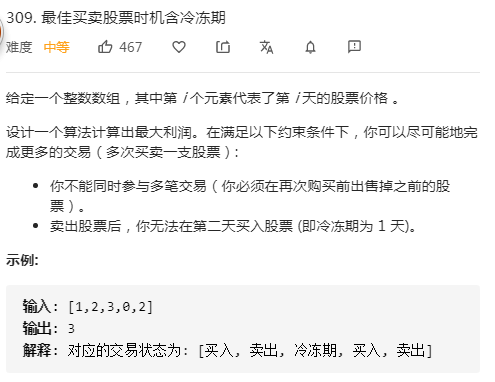 309. 最佳买卖股票时机含冷冻期
难度 中等 467
给定一个整数数组，其中第 i 个元素代表了第 i 天的股票价格 。
设计一个算法计算出最大利润。在满足以下约束条件下，你可以尽可能地完
成更多的交易（多次买卖一支股票）:
• 你不能同时参与多笔交易（你必须在再次购买前出售掉之前的股
票）。
• 卖出股票后，你无法在第二天买入股票 (即冷冻期为 1 天)。
示例:
输入: [1,2,3,0,2]
输出: 3
解释: 对应的交易状态为: [买入, 卖出, 冷冻期, 买入, 卖出]